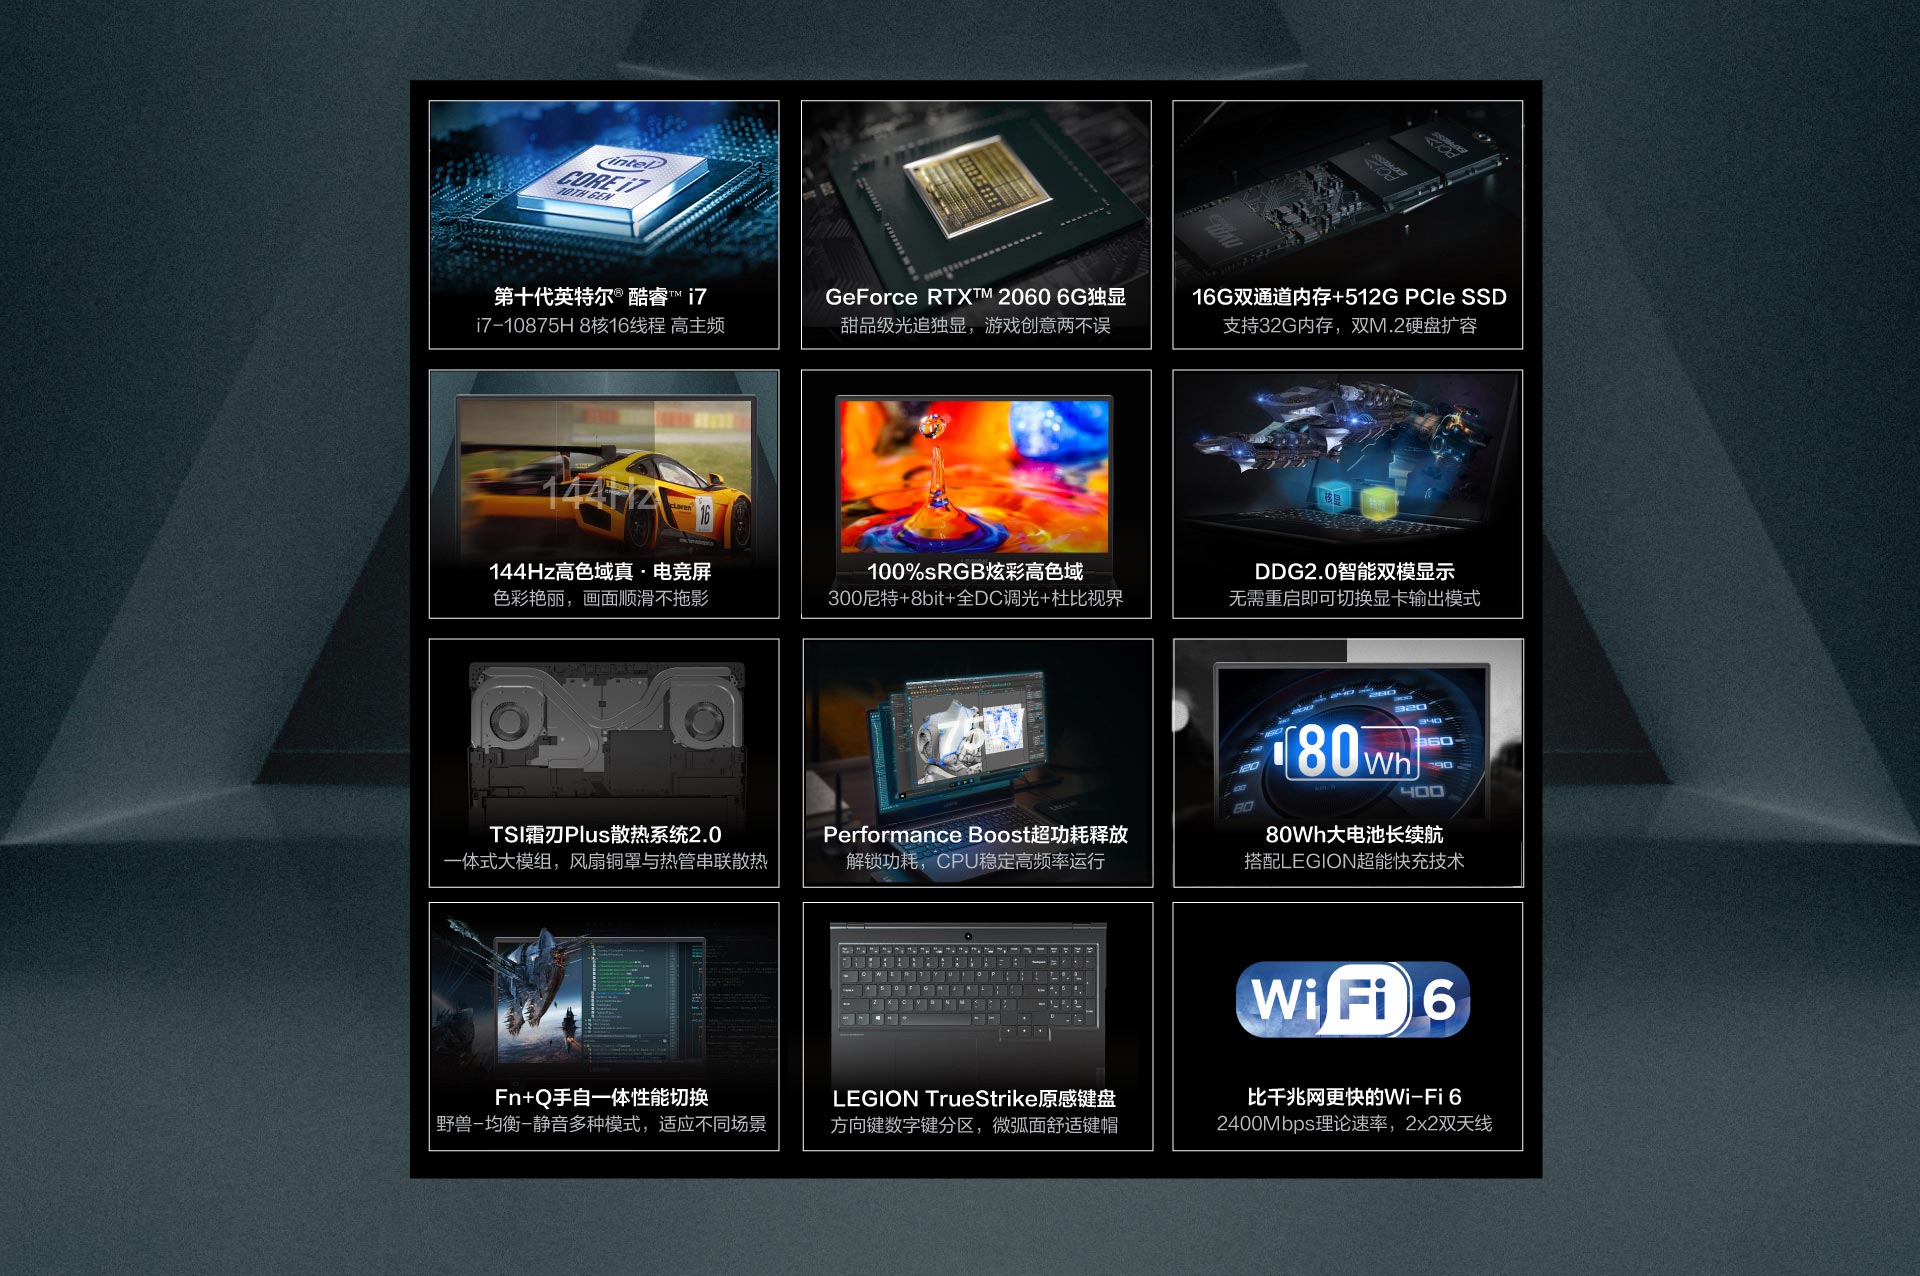 intel
CORE i7
10TH GEN
第十代英特尔® 酷睿™ i7
i7-10875H 8核16线程 高主频
GeForce RTX™ 2060 6G独显
甜品级光追独显，游戏创意两不误
PCI EXPRESS
PCI EXPRESS
16G双通道内存+512G PCIe SSD
支持32G内存，双M.2硬盘扩容
144Hz
16
144Hz高色域真·电竞屏
色彩艳丽，画面顺滑不拖影
100%sRGB炫彩高色域
300尼特+8bit+全DC调光+杜比视界
核显
DDG2.0智能双模显示
无需重启即可切换显卡输出模式
TSI霜刃Plus散热系统2.0
一体式大模组，风扇铜罩与热管串联散热
Performance Boost超功耗释放
解锁功耗，CPU稳定高频率运行
80Wh
80Wh大电池长续航
搭配LEGION超能快充技术
Fn+Q手自一体性能切换
野兽-均衡-静音多种模式，适应不同场景
LEGION TrueStrike原感键盘
方向键数字键分区，微弧面舒适键帽
WiFi 6
比千兆网更快的Wi-Fi 6
2400Mbps理论速率，2x2双天线